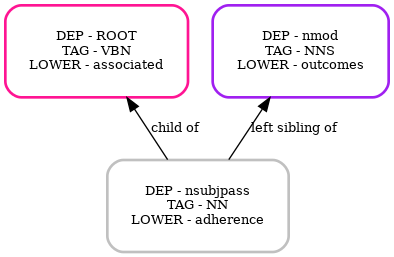 DEP - ROOT
TAG - VBN
LOWER - associated
DEP - nmod
TAG - NNS
LOWER - outcomes
child of
left sibling of
DEP - nsubjpass
TAG - NN
LOWER - adherence